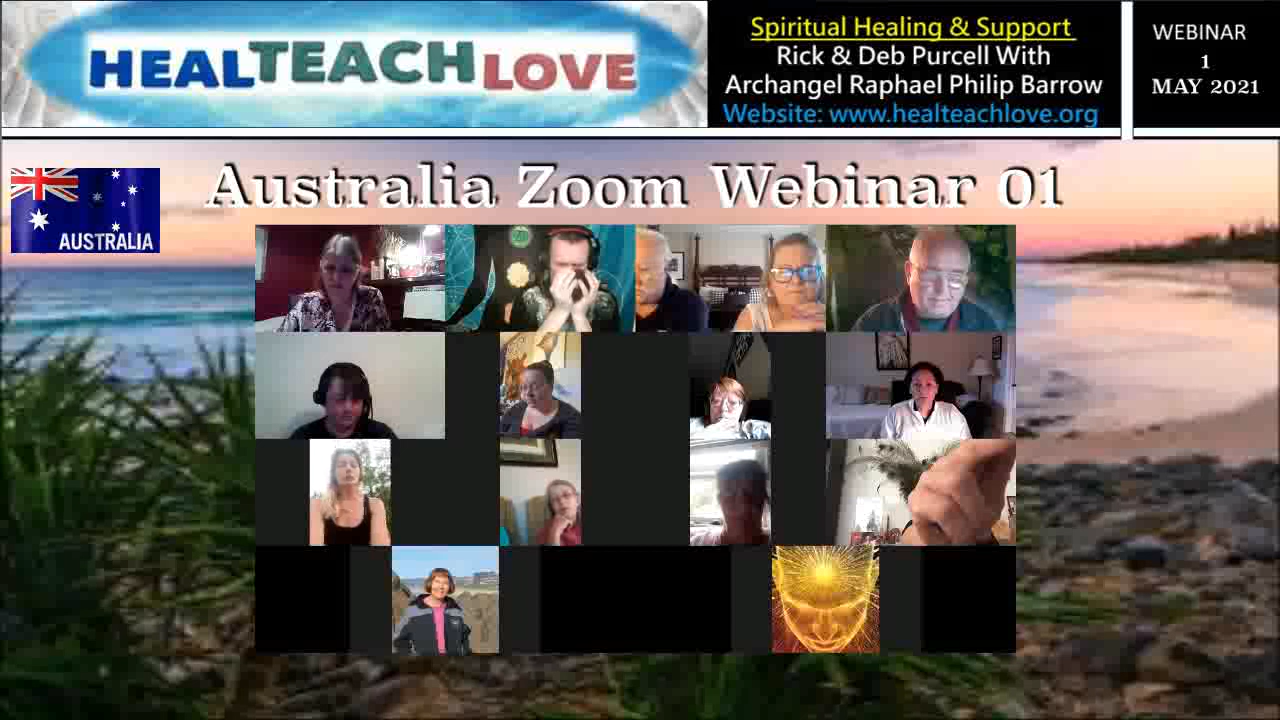 HEALTEACHLOVE
Spiritual Healing & Support
Rick & Deb Purcell With
Archangel Raphael Philip Barrow
Website: www.healteachlove.org
WEBINAR
1
MAY 2021
Australia Zoom Webinar 01
AUSTRALIA